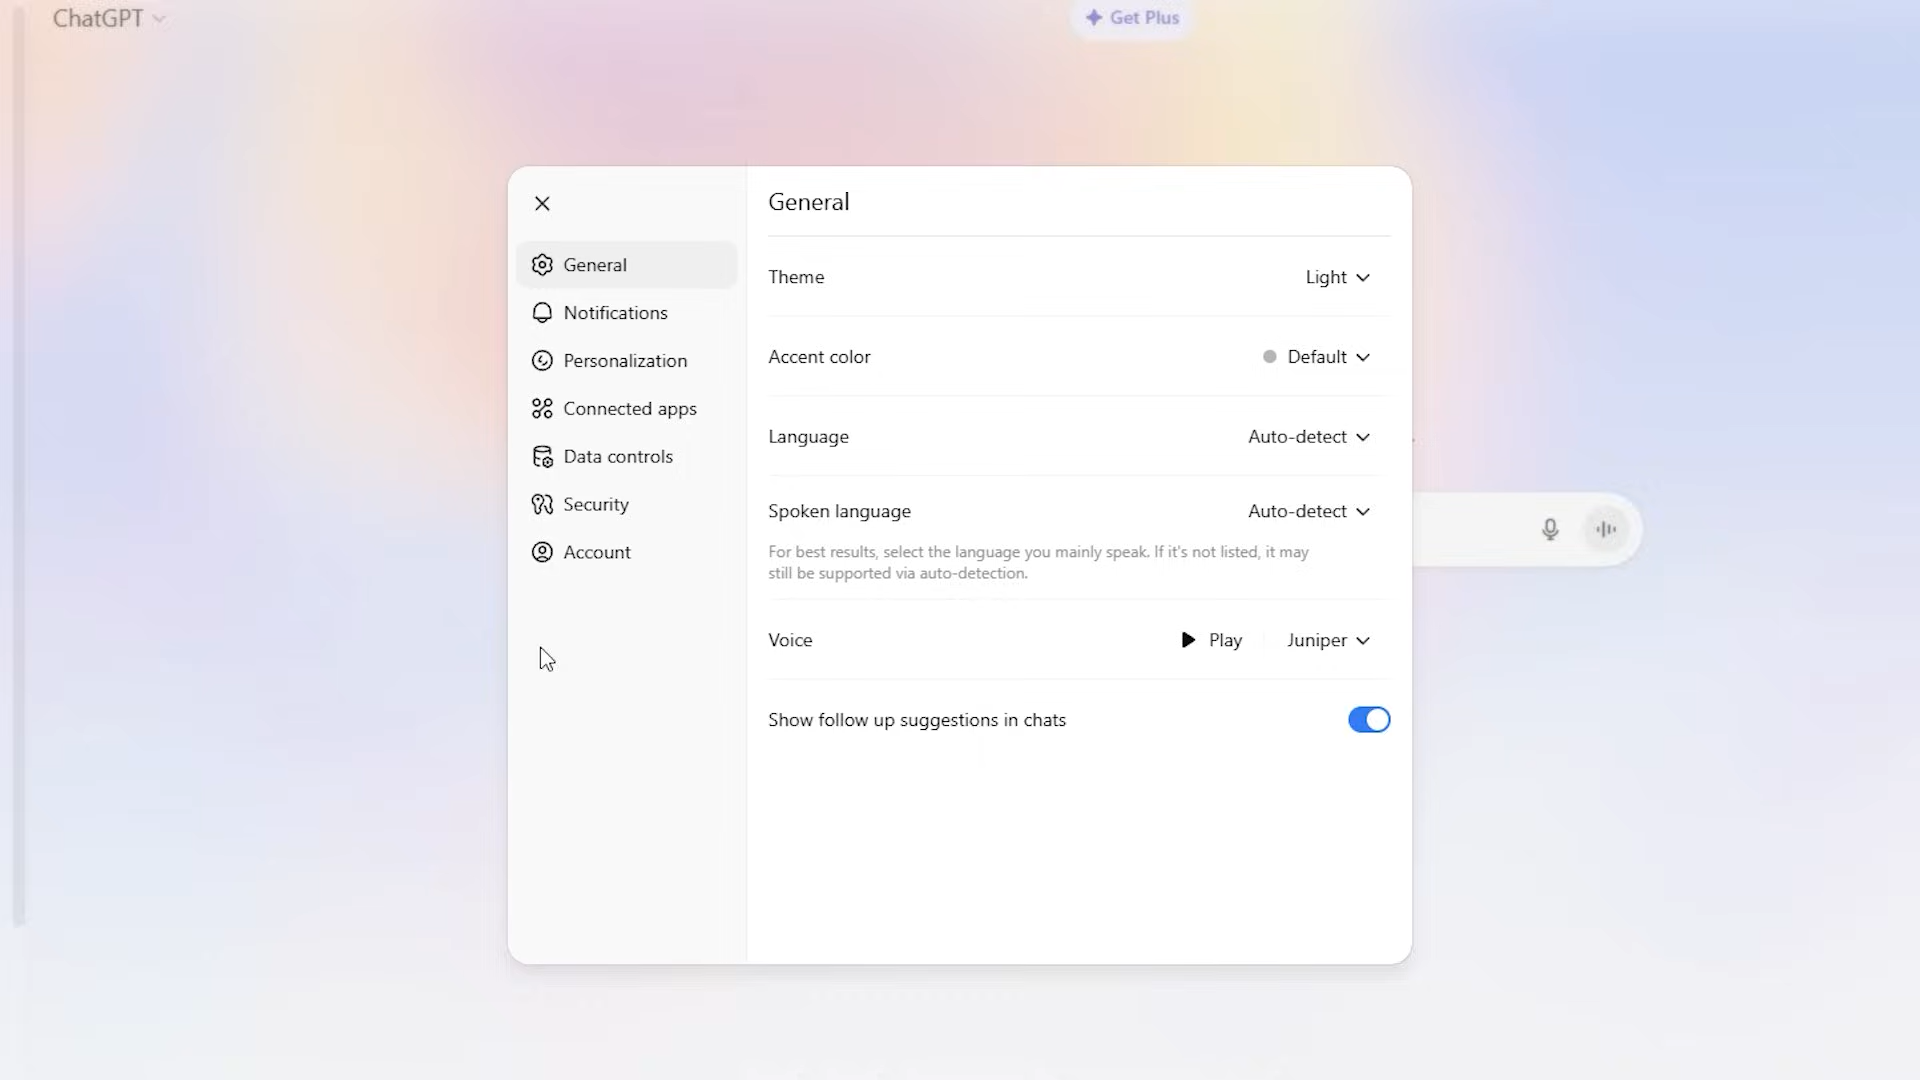 ChatGPT
Get Plus
General
Notifications
Personalization
Connected apps
Data controls
Security
Account
General
Theme Light
Accent color Default
Language Auto-detect
Spoken language Auto-detect
For best results, select the language you mainly speak. If it's not listed, it may
still be supported via auto-detection.
Voice Play Juniper
Show follow up suggestions in chats